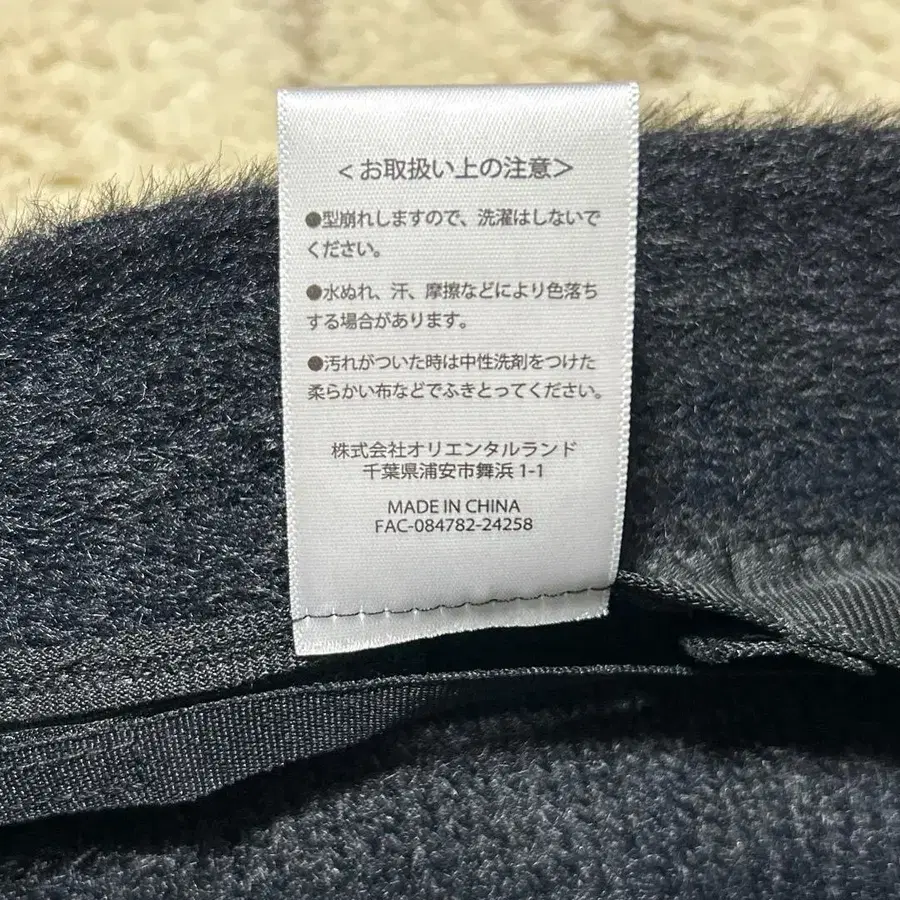 ＜お取扱い上の注意＞
●型崩れしますので、洗濯はしないで
ください。
●水ぬれ、汗、摩擦などにより色落ち
する場合があります。
●汚れがついた時は中性洗剤をつけた
柔らかい布などでふきとってください。
株式会社オリエンタルランド
千葉県浦安市舞浜 1-1
MADE IN CHINA
FAC-084782-24258